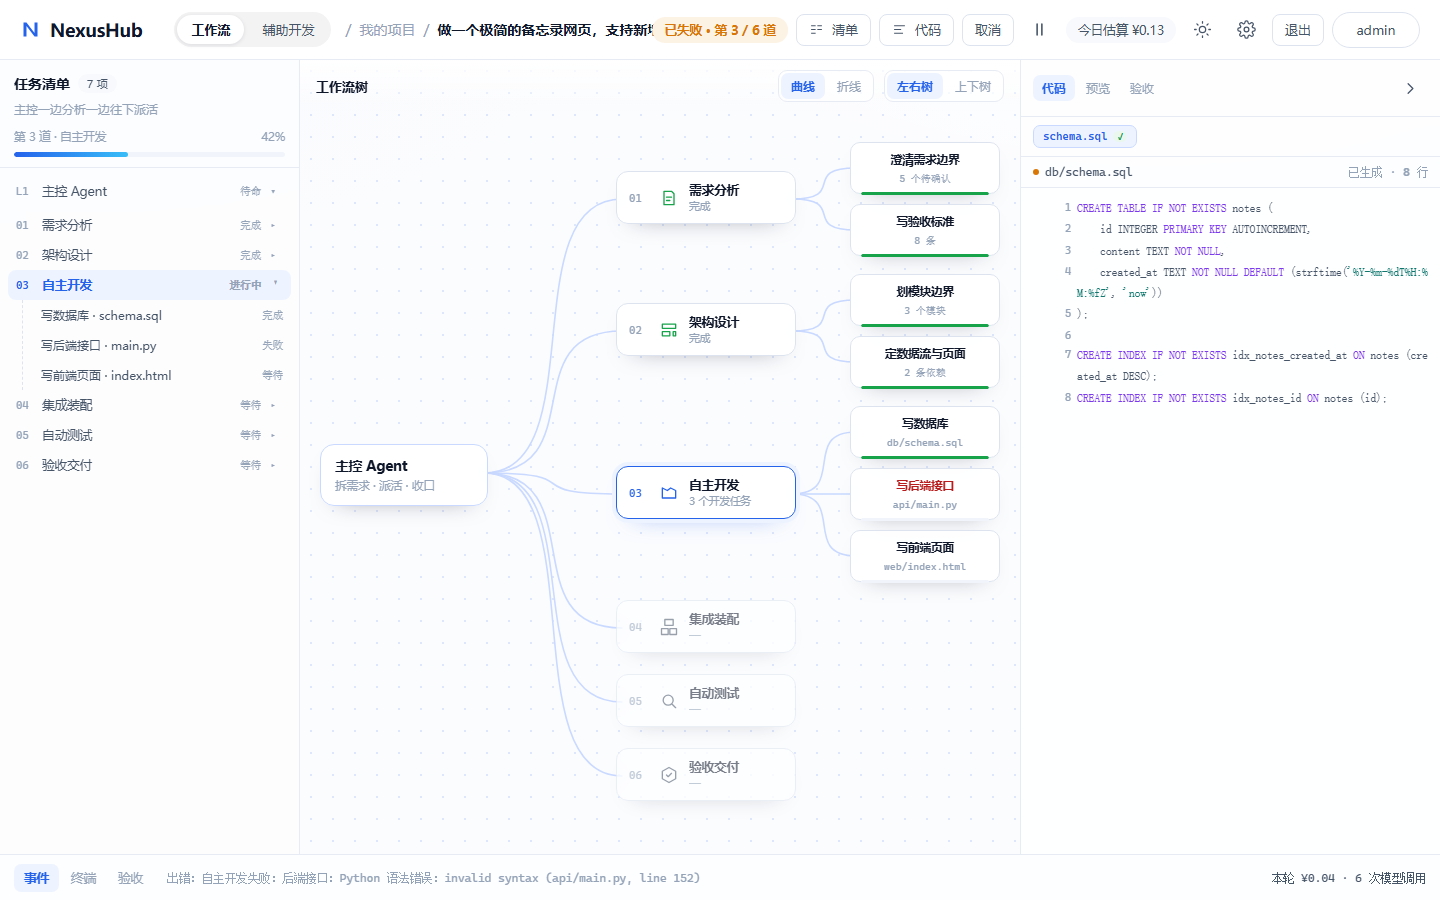 NexusHub
工作流
辅助开发
/ 我的项目 / 做一个极简的备忘录网页，支持新增
已失败 • 第 3 / 6 道
清单
代码
取消
今日估算 ¥0.13
退出
admin
任务清单 7 项
主控一边分析一边往下派活
第 3 道 · 自主开发 42%
L1 主控 Agent 待命
01 需求分析 完成
02 架构设计 完成
03 自主开发 进行中
写数据库 · schema.sql 完成
写后端接口 · main.py 失败
写前端页面 · index.html 等待
04 集成装配 等待
05 自动测试 等待
06 验收交付 等待
工作流树
曲线 折线
左右树 上下树
主控 Agent
拆需求 · 派活 · 收口
01 需求分析
完成
02 架构设计
完成
03 自主开发
3 个开发任务
04 集成装配
—
05 自动测试
—
06 验收交付
—
澄清需求边界
5 个待确认
写验收标准
8 条
划模块边界
3 个模块
定数据流与页面
2 条依赖
写数据库
db/schema.sql
写后端接口
api/main.py
写前端页面
web/index.html
代码 预览 验收
schema.sql ✓
db/schema.sql 已生成 · 8 行
1 CREATE TABLE IF NOT EXISTS notes (
2 id INTEGER PRIMARY KEY AUTOINCREMENT,
3 content TEXT NOT NULL,
4 created_at TEXT NOT NULL DEFAULT (strftime('%Y-%m-%dT%H:%
M:%fZ', 'now'))
5 );
6
7 CREATE INDEX IF NOT EXISTS idx_notes_created_at ON notes (cre
ated_at DESC);
8 CREATE INDEX IF NOT EXISTS idx_notes_id ON notes (id);
事件 终端 验收 出错: 自主开发失败: 后端接口: Python 语法错误: invalid syntax (api/main.py, line 152)
本轮 ¥0.04 · 6 次模型调用